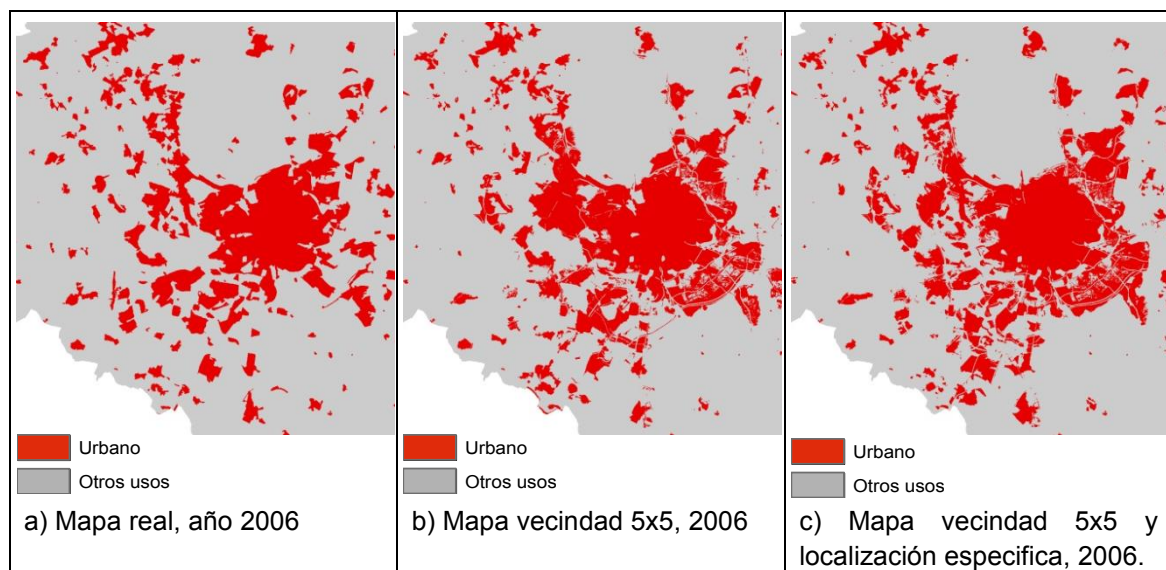 Urbano
Otros usos
a) Mapa real, año 2006
Urbano
Otros usos
b) Mapa vecindad 5x5, 2006
Urbano
Otros usos
c) Mapa vecindad 5x5 y
localización especifica, 2006.